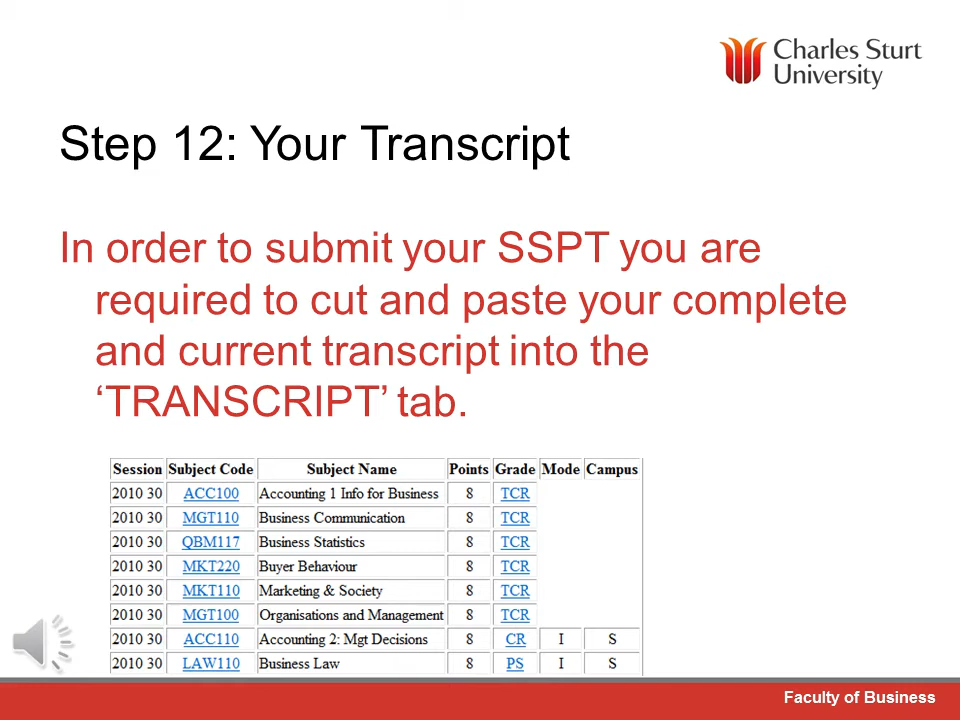 Charles Sturt
University
Step 12: Your Transcript
In order to submit your SSPT you are
required to cut and paste your complete
and current transcript into the
‘TRANSCRIPT’ tab.
Session Subject Code Subject Name Points Grade Mode Campus
2010 30 ACC100 Accounting 1 Info for Business 8 TCR
2010 30 MGT110 Business Communication 8 TCR
2010 30 QBM117 Business Statistics 8 TCR
2010 30 MKT220 Buyer Behaviour 8 TCR
2010 30 MKT110 Marketing & Society 8 TCR
2010 30 MGT100 Organisations and Management 8 TCR
2010 30 ACC110 Accounting 2: Mgt Decisions 8 CR I S
2010 30 LAW110 Business Law 8 PS I S
Faculty of Business